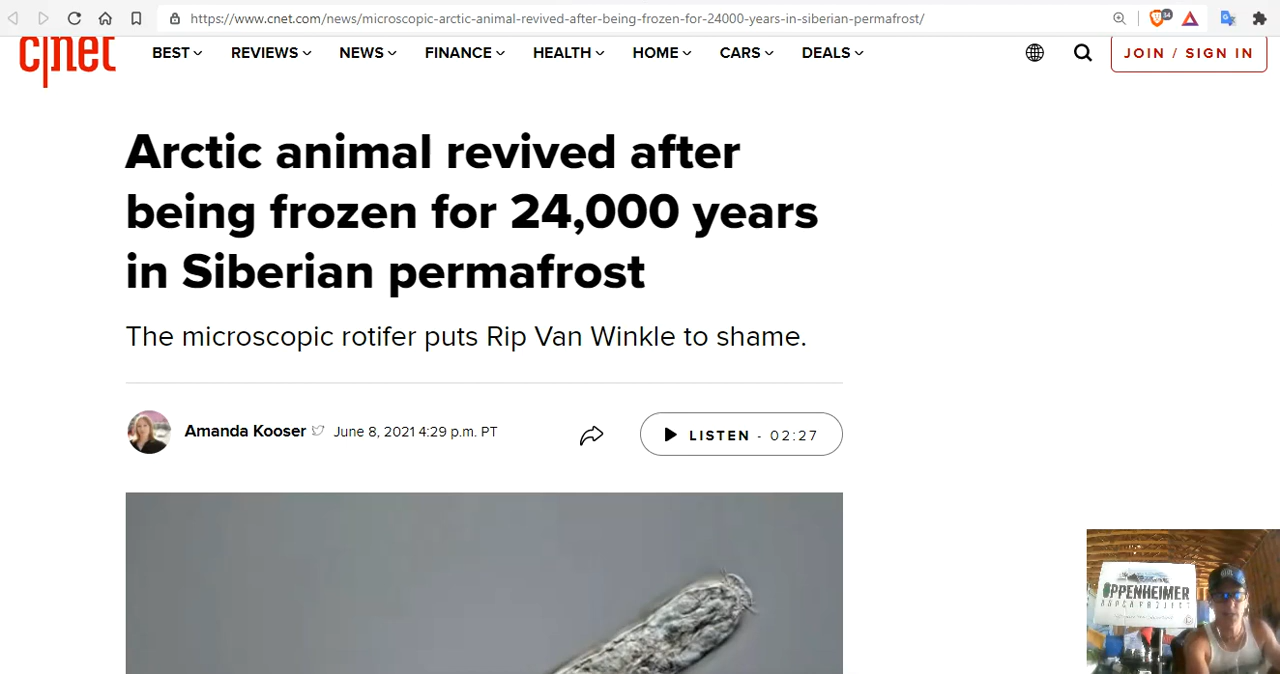 https://www.cnet.com/news/microscopic-arctic-animal-revived-after-being-frozen-for-24000-years-in-siberian-permafrost/
34
c|net
BEST REVIEWS NEWS FINANCE HEALTH HOME CARS DEALS JOIN / SIGN IN
Arctic animal revived after
being frozen for 24,000 years
in Siberian permafrost
The microscopic rotifer puts Rip Van Winkle to shame.
Amanda Kooser June 8, 2021 4:29 p.m. PT LISTEN - 02:27
OPPENHEIMER